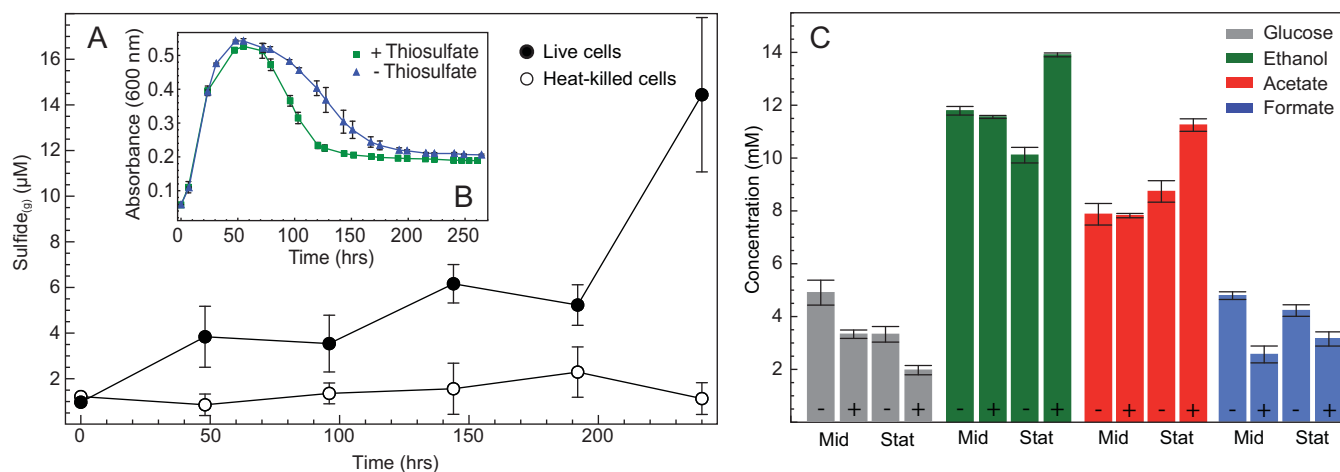 A
Sulfide(g) (µM)
16
14
12
10
8
6
4
2
0
50
100
150
200
Time (hrs)
Live cells
Heat-killed cells
B
Absorbance (600 nm)
0.5
0.4
0.3
0.2
0.1
0
50
100
150
200
250
Time (hrs)
+ Thiosulfate
- Thiosulfate
C
Concentration (mM)
14
12
10
8
6
4
2
Glucose
Ethanol
Acetate
Formate
- + - + - + - + - + - + - + - +
Mid Stat Mid Stat Mid Stat Mid Stat